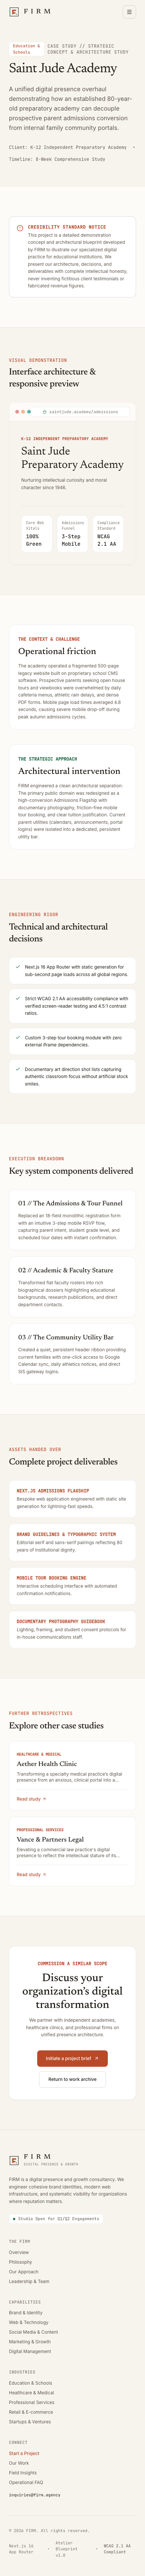 FIRM
Education & Schools
CASE STUDY // STRATEGIC
CONCEPT & ARCHITECTURE STUDY
Saint Jude Academy
A unified digital presence overhaul
demonstrating how an established 80-year-
old preparatory academy can decouple
prospective parent admissions immersion
from internal family community portals.
Client: K-12 Independent Preparatory Academy •
Timeline: 8-Week Comprehensive Study
CREDIBILITY STANDARD NOTICE
This project is a detailed demonstration
concept and architectural blueprint developed
by FIRM to illustrate our specialized digital
practice for educational institutions. We
present our architecture, decisions, and
deliverables with complete intellectual honesty,
never inventing fictitious client testimonials or
fabricated revenue figures.
VISUAL DEMONSTRATION
Interface architecture &
responsive preview
saintjude.academy/admissions
K-12 INDEPENDENT PREPARATORY ACADEMY
Saint Jude
Preparatory Academy
Nurturing intellectual curiosity and moral
character since 1946.
Core Web Vitals
100% Green
Admissions Funnel
3-Step Mobile
Compliance Standard
WCAG 2.1 AA
THE CONTEXT & CHALLENGE
Operational friction
The academy operated a fragmented 500-page
legacy website built on proprietary school CMS
software. Prospective parents seeking open house
tours and viewbooks were overwhelmed by daily
cafeteria menus, athletic rain delays, and dense
PDF forms. Mobile page load times averaged 4.8
seconds, causing severe mobile drop-off during
peak autumn admissions cycles.
THE STRATEGIC APPROACH
Architectural intervention
FIRM engineered a clean architectural separation:
The primary public domain was redesigned as a
high-converting Admissions Flagship with
documentary photography, friction-free mobile
tour booking, and clear tuition justification. Current
parent utilities (calendars, announcements, portal
logins) were isolated into a dedicated, persistent
utility bar.
ENGINEERING RIGOR
Technical and architectural
decisions
Next.js 16 App Router with static generation for
sub-second page loads across all global regions.
Strict WCAG 2.1 AA accessibility compliance with
verified screen-reader testing and 4.5:1 contrast
ratios.
Custom 3-step tour booking module with zero
external iframe dependencies.
Documentary art direction shot lists capturing
authentic classroom focus without artificial stock
smiles.
EXECUTION BREAKDOWN
Key system components delivered
01 // The Admissions & Tour Funnel
Replaced an 18-field monolithic registration form
with an intuitive 3-step mobile RSVP flow,
capturing parent intent, student grade level, and
scheduled tour dates with instant confirmation.
02 // Academic & Faculty Stature
Transformed flat faculty rosters into rich
biographical dossiers highlighting educational
backgrounds, research publications, and direct
department contacts.
03 // The Community Utility Bar
Created a quiet, persistent header ribbon providing
current families with one-click access to Google
Calendar sync, daily athletics notices, and direct
SIS gateway logins.
ASSETS HANDED OVER
Complete project deliverables
NEXT.JS ADMISSIONS FLAGSHIP
Bespoke web application engineered with static site
generation for lightning-fast speeds.
BRAND GUIDELINES & TYPOGRAPHIC SYSTEM
Editorial serif and sans-serif pairings reflecting 80
years of institutional dignity.
MOBILE TOUR BOOKING ENGINE
Interactive scheduling interface with automated
confirmation notifications.
DOCUMENTARY PHOTOGRAPHY GUIDEBOOK
Lighting, framing, and student consent protocols for
in-house communications staff.
FURTHER RETROSPECTIVES
Explore other case studies
HEALTHCARE & MEDICAL
Aether Health Clinic
Transforming a specialty medical practice's digital
presence from an anxious, clinical portal into a...
Read study ↗
PROFESSIONAL SERVICES
Vance & Partners Legal
Elevating a commercial law practice's digital
presence to reflect the intellectual stature of its...
Read study ↗
COMMISSION A SIMILAR SCOPE
Discuss your
organization's digital
transformation
We partner with independent academies,
healthcare clinics, and professional firms on
unified presence architecture.
Initiate a project brief ↗
Return to work archive
FIRM
DIGITAL PRESENCE & GROWTH
FIRM is a digital presence and growth consultancy. We
engineer cohesive brand identities, modern web
infrastructure, and systematic visibility for organizations
where reputation matters.
Studio Open for Q1/Q2 Engagements
THE FIRM
Overview
Philosophy
Our Approach
Leadership & Team
CAPABILITIES
Brand & Identity
Web & Technology
Social Media & Content
Marketing & Growth
Digital Management
INDUSTRIES
Education & Schools
Healthcare & Medical
Professional Services
Retail & E-commerce
Startups & Ventures
CONNECT
Start a Project
Our Work
Field Insights
Operational FAQ
inquiries@firm.agency
© 2026 FIRM. All rights reserved.
Next.js 16 App Router
•
Atelier Blueprint v1.0
•
WCAG 2.1 AA Compliant